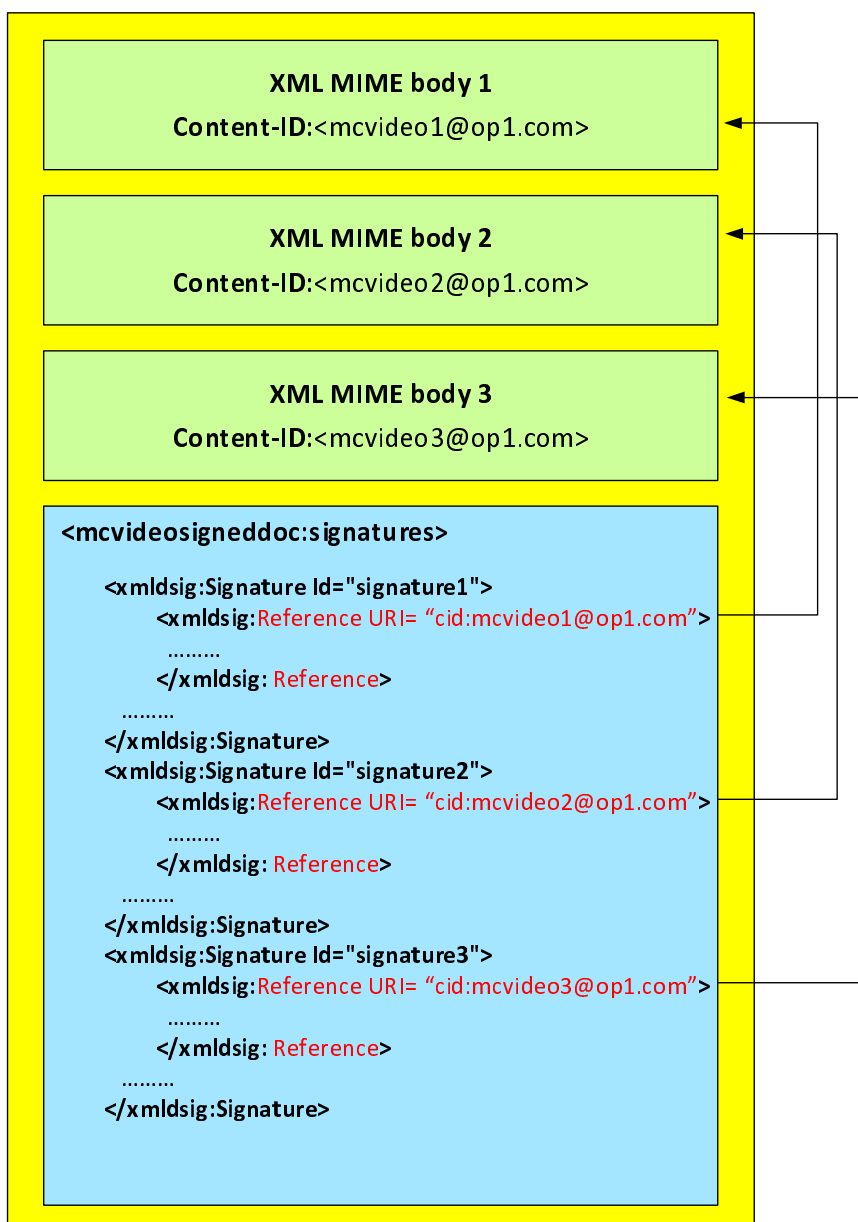 XML MIME body 1
Content-ID:<mcvideo1@op1.com>
XML MIME body 2
Content-ID:<mcvideo2@op1.com>
XML MIME body 3
Content-ID:<mcvideo3@op1.com>
<mcvideosigneddoc:signatures>
<xmldsig:Signature Id="signature1">
<xmldsig:Reference URI= “cid:mcvideo1@op1.com”>
.........
</xmldsig: Reference>
.........
</xmldsig:Signature>
<xmldsig:Signature Id="signature2">
<xmldsig:Reference URI= “cid:mcvideo2@op1.com”>
.........
</xmldsig: Reference>
.........
</xmldsig:Signature>
<xmldsig:Signature Id="signature3">
<xmldsig:Reference URI= “cid:mcvideo3@op1.com”>
.........
</xmldsig: Reference>
.........
</xmldsig:Signature>